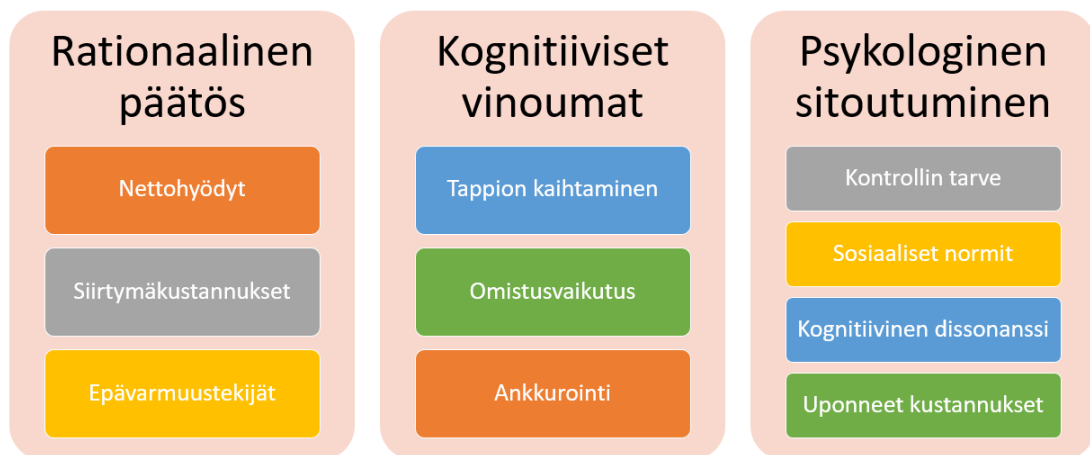 Rationaalinen
päätös
Nettohyödyt
Siirtymäkustannukset
Epävarmuustekijät
Kognitiiviset
vinoumat
Tappion kaihtaminen
Omistusvaikutus
Ankkurointi
Psykologinen
sitoutuminen
Kontrollin tarve
Sosiaaliset normit
Kognitiivinen dissonanssi
Uponneet kustannukset